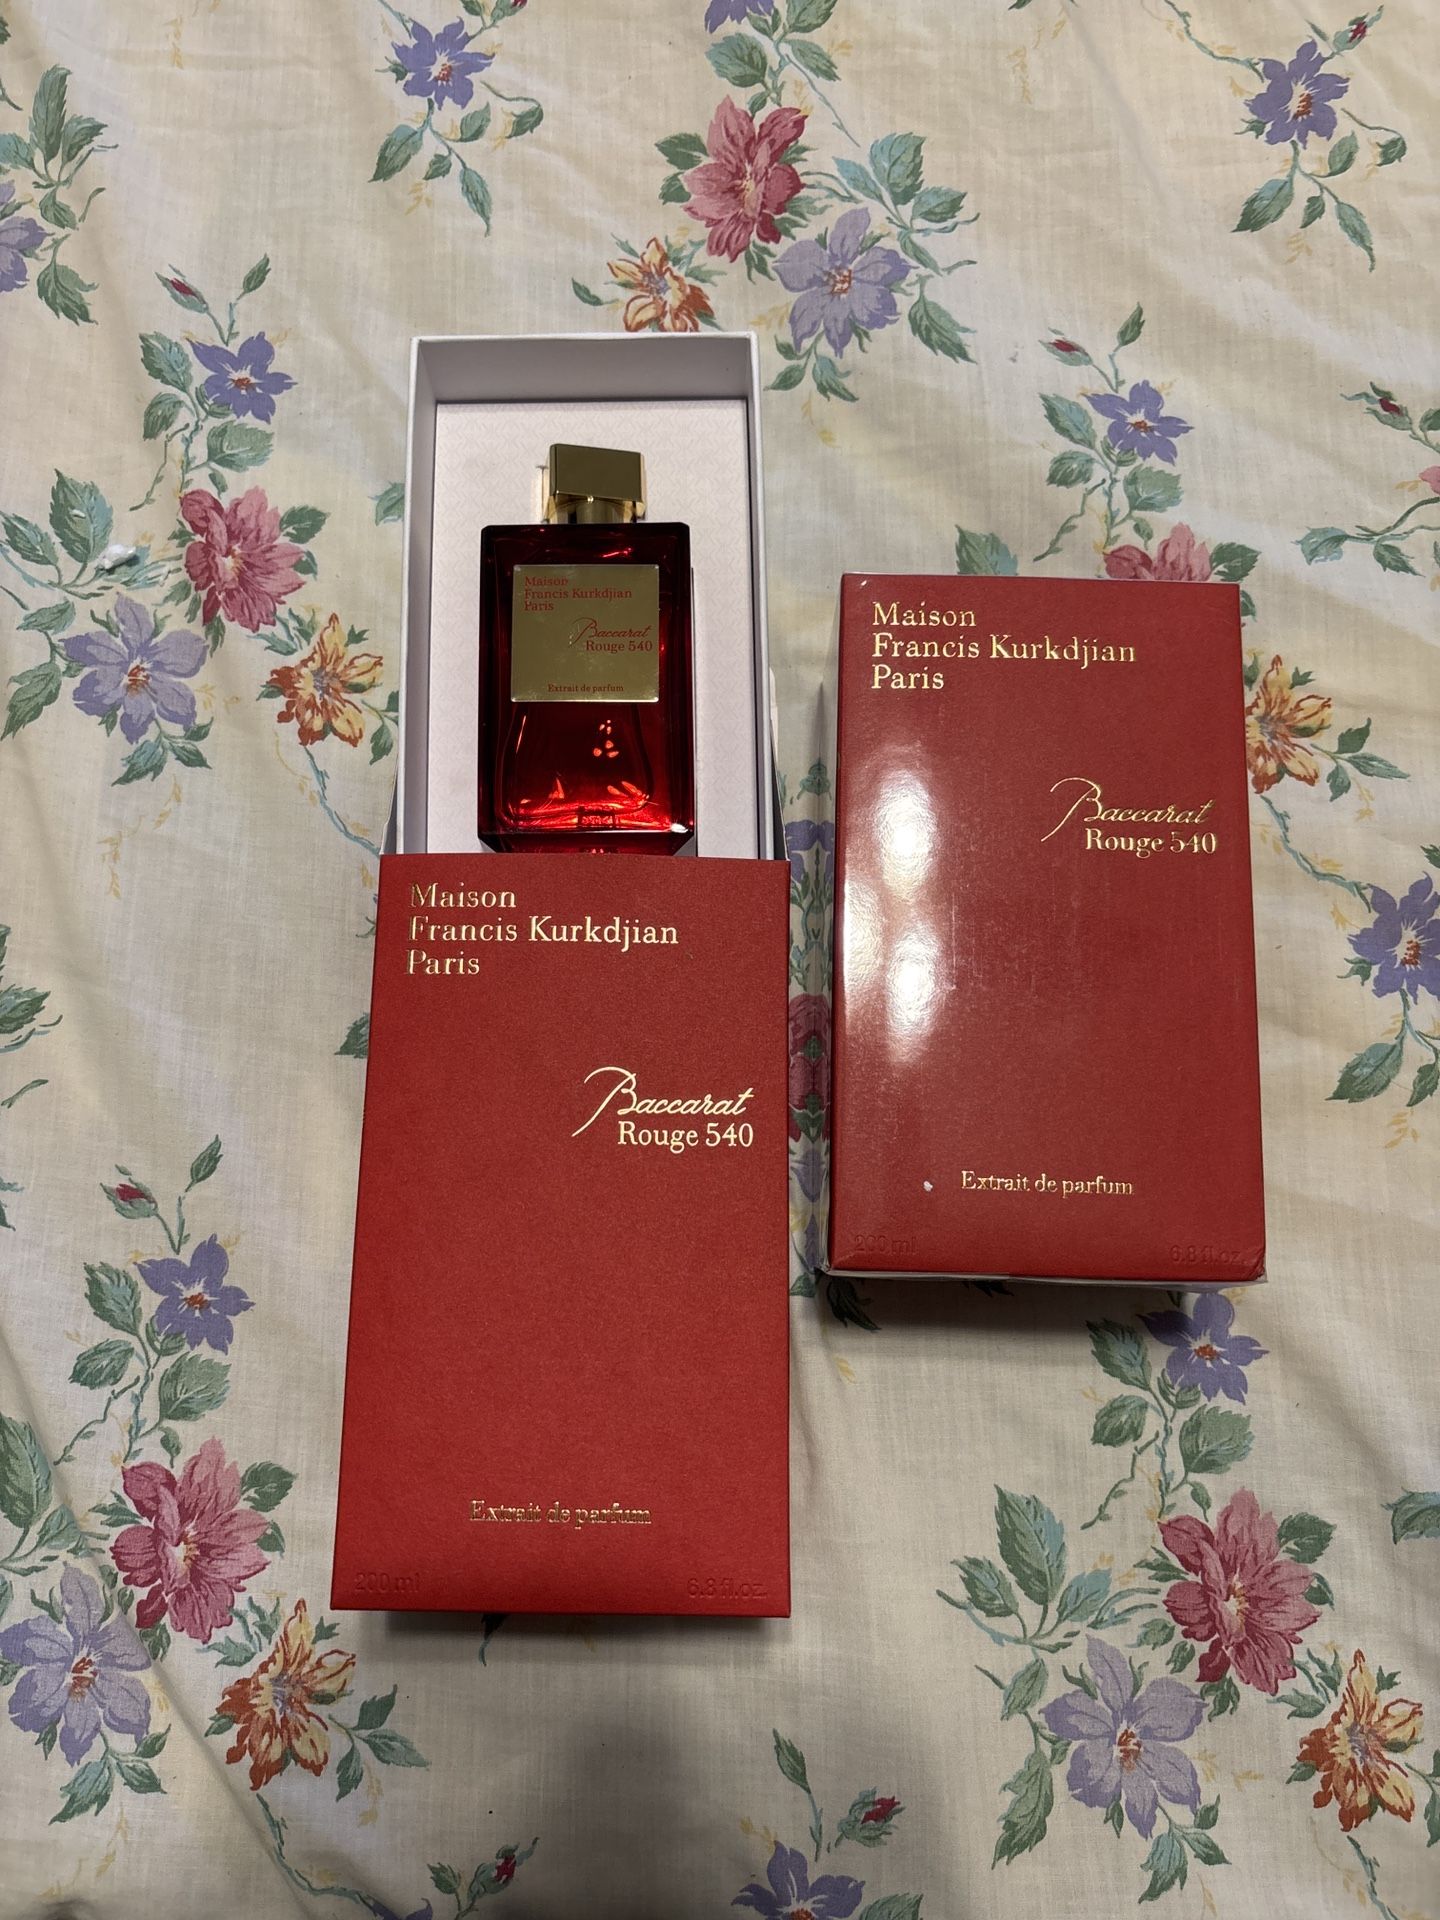 Maison
Francis Kurkdjian
Paris
Baccarat
Rouge 540
Extrait de parfum
Maison
Francis Kurkdjian
Paris
Baccarat
Rouge 540
Extrait de parfum
200 ml 6.8 fl.oz.
Maison
Francis Kurkdjian
Paris
Baccarat
Rouge 540
Extrait de parfum
200 ml 6.8 fl.oz.